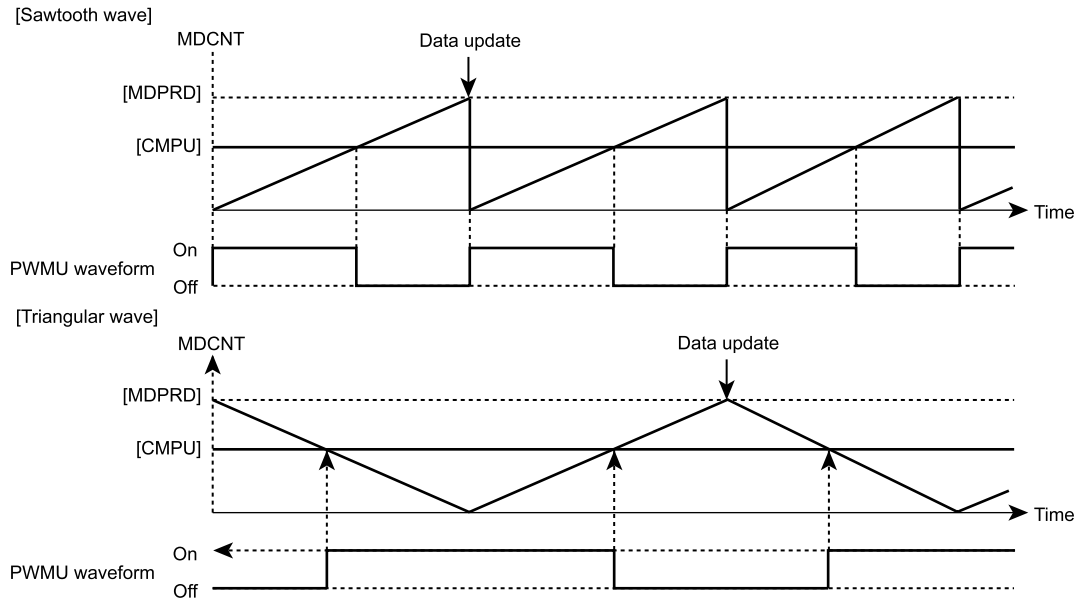 [Sawtooth wave]
MDCNT
Data update
[MDPRD]
[CMPU]
Time
On
PWMU waveform
Off
[Triangular wave]
MDCNT
Data update
[MDPRD]
[CMPU]
Time
On
PWMU waveform
Off